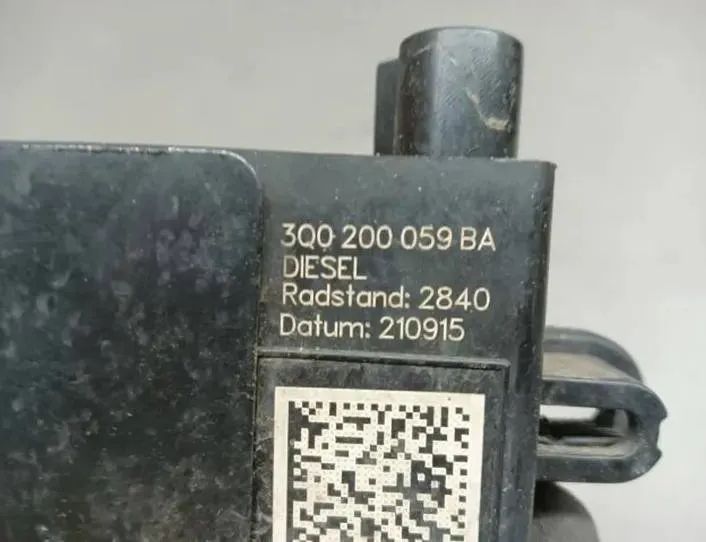 3Q0 200 059 BA
DIESEL
Radstand: 2840
Datum: 210915